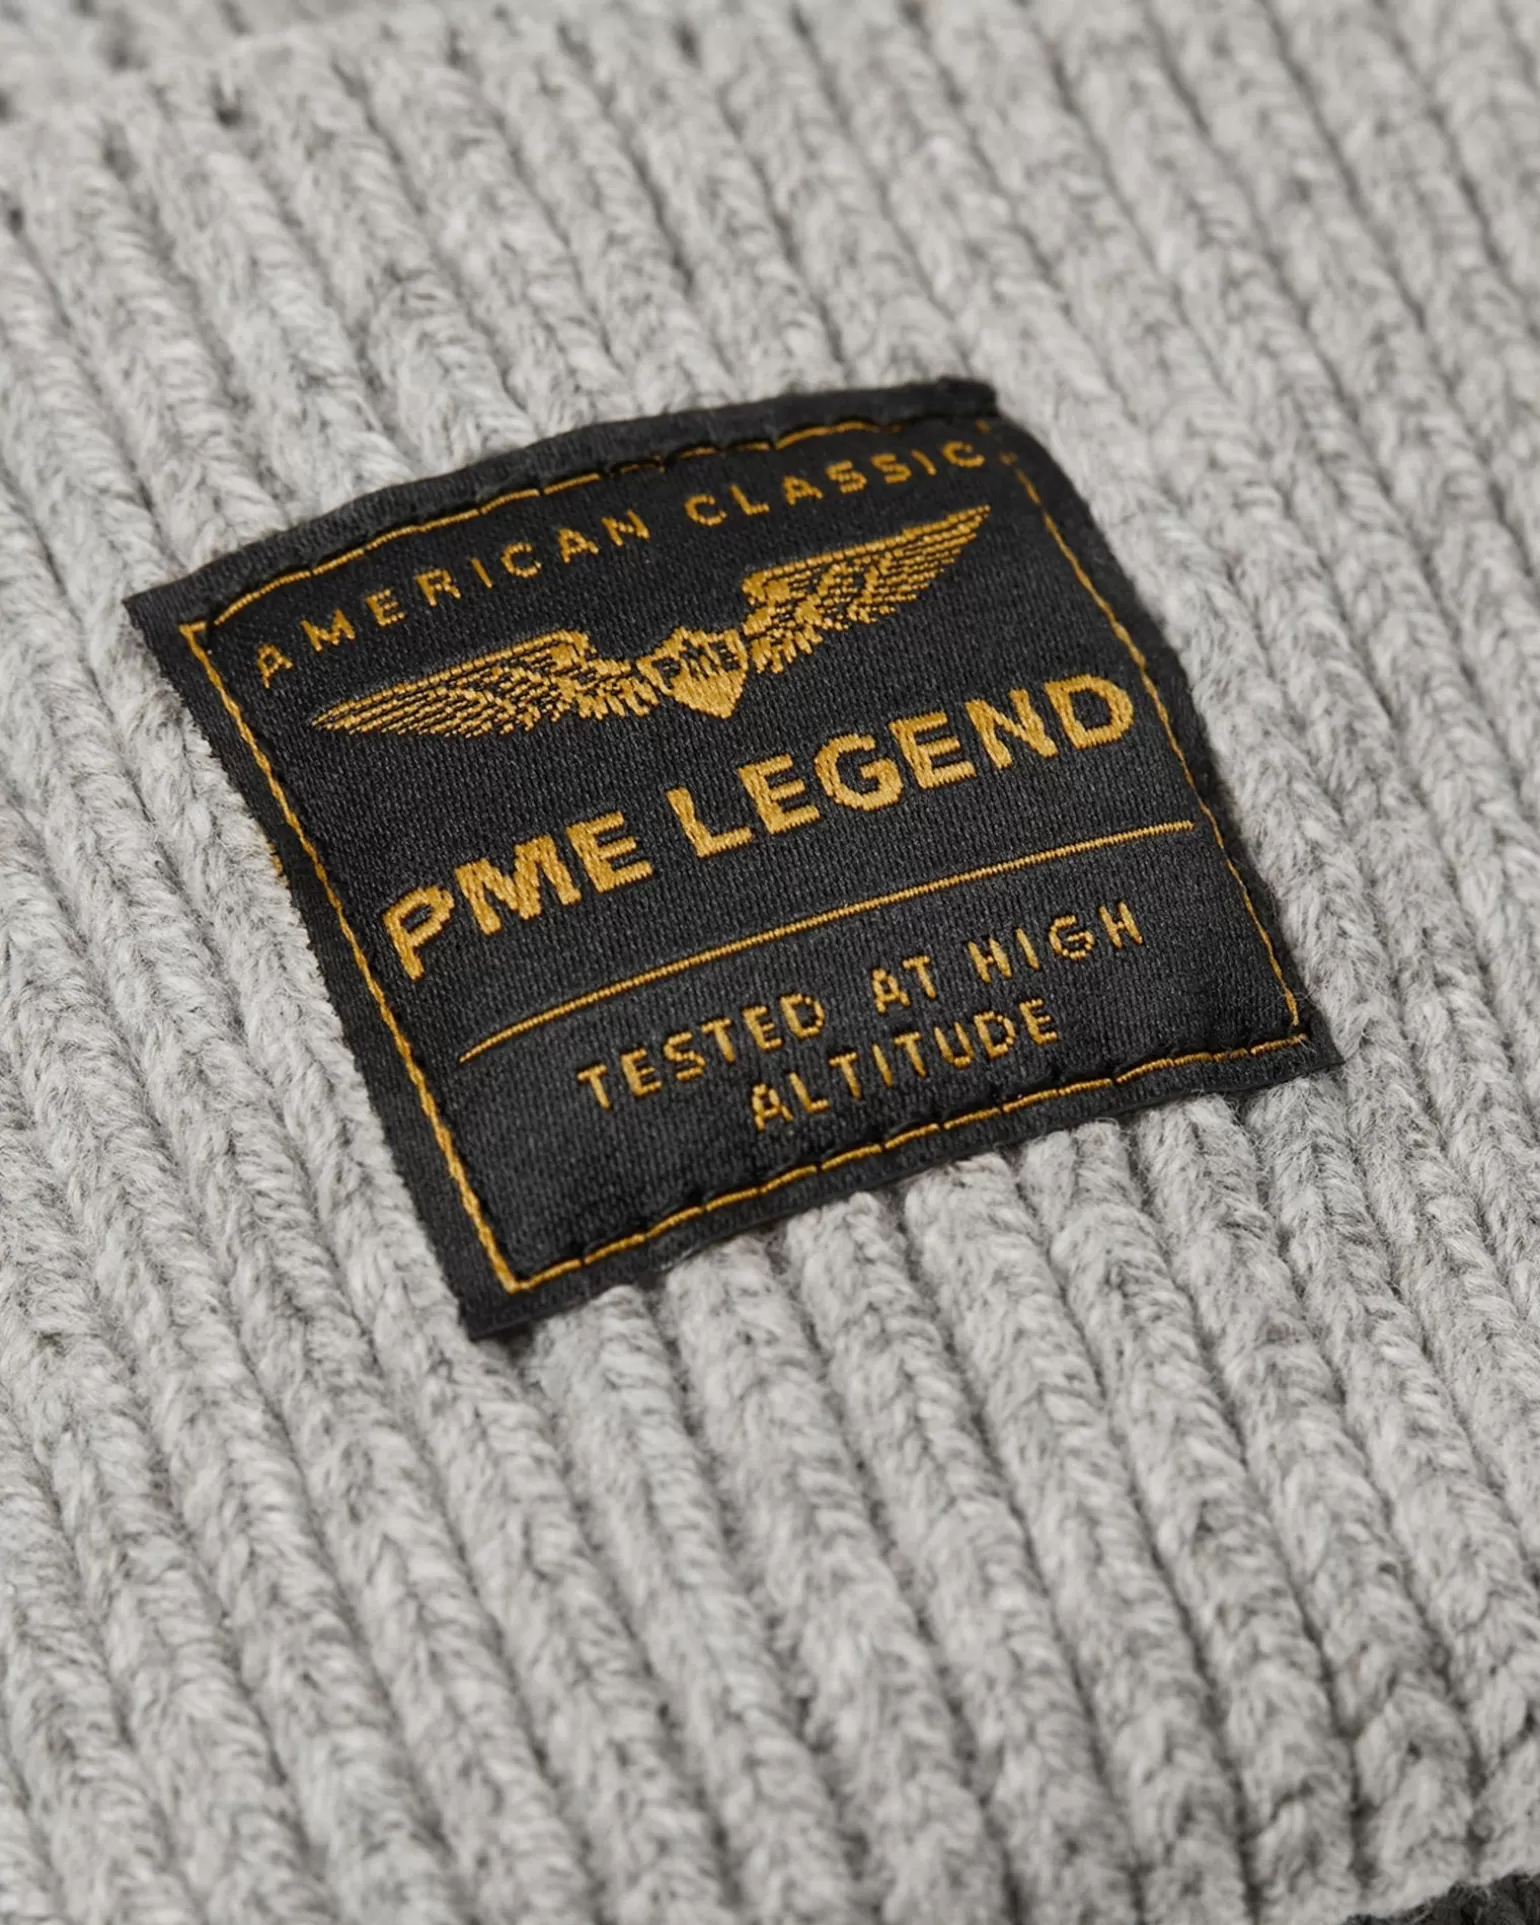 AMERICAN CLASSIC
PME
PME LEGEND
TESTED AT HIGH
ALTITUDE